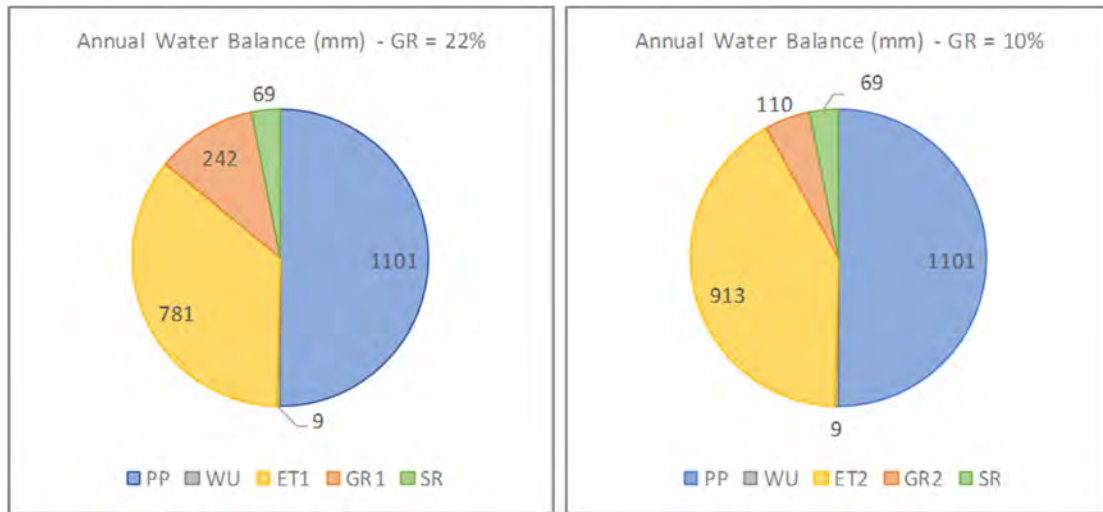 Annual Water Balance (mm) - GR = 22%
69
242
1101
781
9
PP WU ET1 GR1 SR
Annual Water Balance (mm) - GR = 10%
69
110
1101
913
9
PP WU ET2 GR2 SR